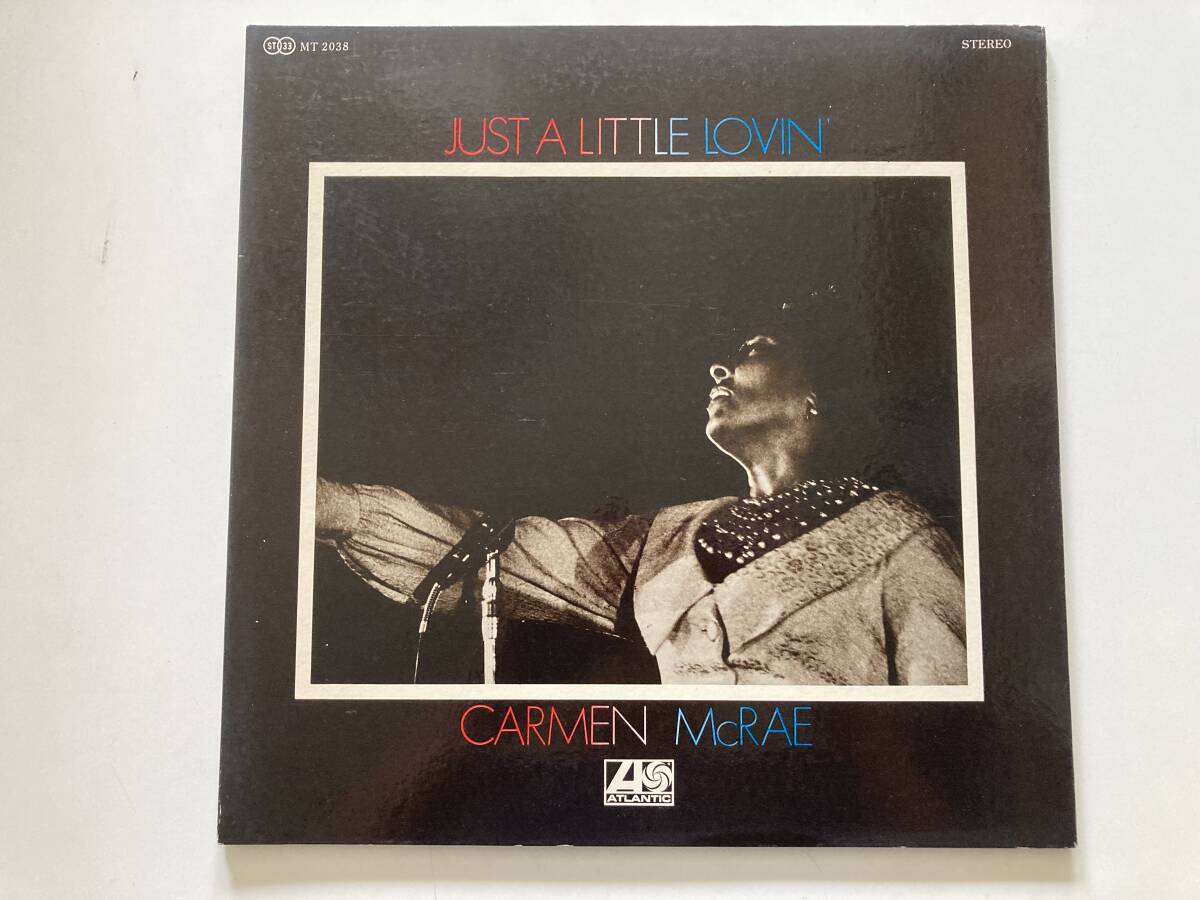 ST 33 MT 2038
STEREO
JUST A LITTLE LOVIN'
CARMEN McRAE
ATLANTIC